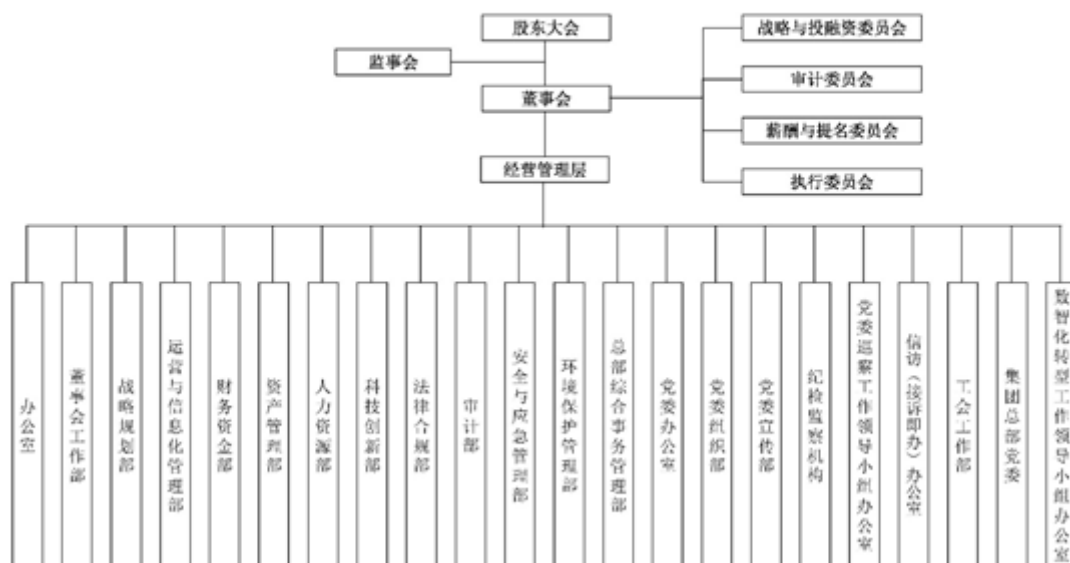 股东大会
战略与投融资委员会
监事会
审计委员会
董事会
薪酬与提名委员会
经营管理层
执行委员会
办公室
董事会工作部
战略规划部
运营与信息化管理部
财务资金部
资产管理部
人力资源部
科技创新部
法律合规部
审计部
安全与应急管理部
环境保护管理部
总部综合事务管理部
党委办公室
党委组织部
党委宣传部
纪检监察机构
党委巡察工作领导小组办公室
信访（接诉即办）办公室
工会工作部
集团总部党委
数智化转型工作领导小组办公室